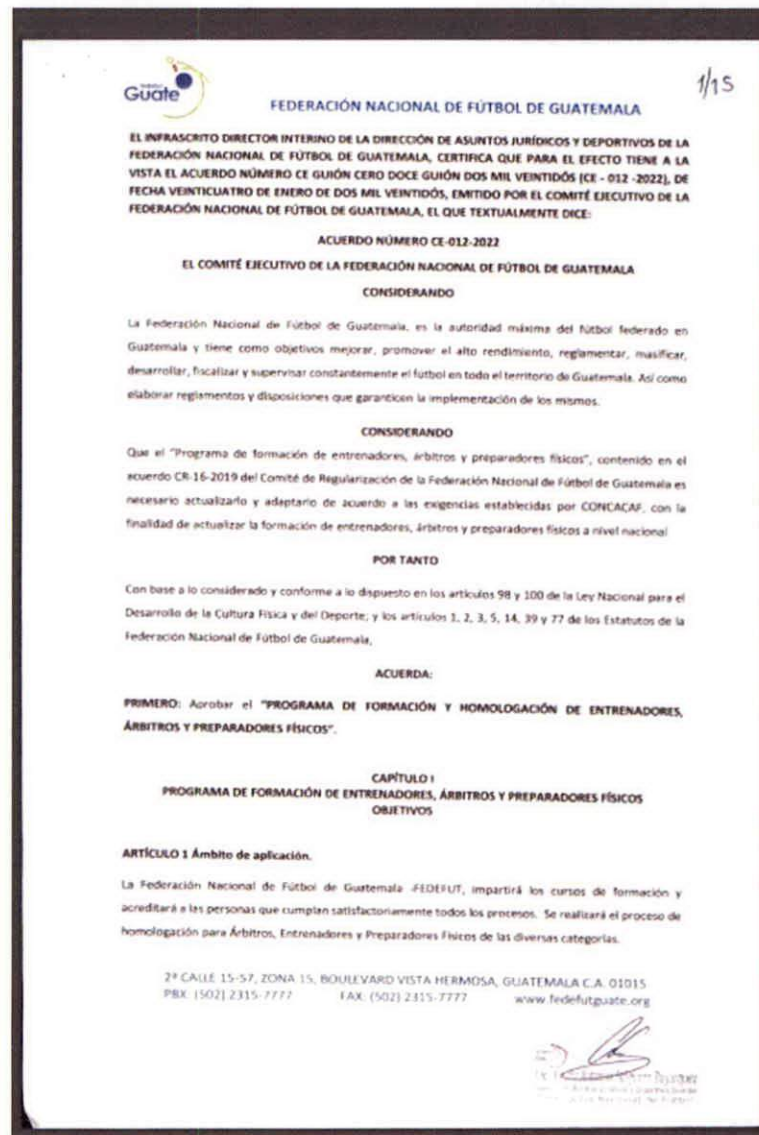 1/15
Guate
FEDERACIÓN NACIONAL DE FÚTBOL DE GUATEMALA
EL INFRASCRITO DIRECTOR INTERINO DE LA DIRECCIÓN DE ASUNTOS JURÍDICOS Y DEPORTIVOS DE LA
FEDERACIÓN NACIONAL DE FÚTBOL DE GUATEMALA, CERTIFICA QUE PARA EL EFECTO TIENE A LA
VISTA EL ACUERDO NÚMERO CE GUIÓN CERO DOCE GUIÓN DOS MIL VEINTIDÓS (CE - 012 -2022), DE
FECHA VEINTICUATRO DE ENERO DE DOS MIL VEINTIDÓS, EMITIDO POR EL COMITÉ EJECUTIVO DE LA
FEDERACIÓN NACIONAL DE FÚTBOL DE GUATEMALA, EL QUE TEXTUALMENTE DICE:
ACUERDO NÚMERO CE-012-2022
EL COMITÉ EJECUTIVO DE LA FEDERACIÓN NACIONAL DE FÚTBOL DE GUATEMALA
CONSIDERANDO
La Federación Nacional de Fútbol de Guatemala, es la autoridad máxima del fútbol federado en
Guatemala y tiene como objetivos mejorar, promover el alto rendimiento, reglamentar, masificar,
desarrollar, fiscalizar y supervisar constantemente el fútbol en todo el territorio de Guatemala. Así como
elaborar reglamentos y disposiciones que garanticen la implementación de los mismos.
CONSIDERANDO
Que el "Programa de formación de entrenadores, árbitros y preparadores físicos", contenido en el
acuerdo CR-16-2019 del Comité de Regularización de la Federación Nacional de Fútbol de Guatemala es
necesario actualizarlo y adaptarlo de acuerdo a las exigencias establecidas por CONCACAF, con la
finalidad de actualizar la formación de entrenadores, árbitros y preparadores físicos a nivel nacional
POR TANTO
Con base a lo considerado y conforme a lo dispuesto en los artículos 98 y 100 de la Ley Nacional para el
Desarrollo de la Cultura Física y del Deporte; y los artículos 1, 2, 3, 5, 14, 39 y 77 de los Estatutos de la
Federación Nacional de Fútbol de Guatemala,
ACUERDA:
PRIMERO: Aprobar el "PROGRAMA DE FORMACIÓN Y HOMOLOGACIÓN DE ENTRENADORES,
ÁRBITROS Y PREPARADORES FÍSICOS".
CAPÍTULO I
PROGRAMA DE FORMACIÓN DE ENTRENADORES, ÁRBITROS Y PREPARADORES FÍSICOS
OBJETIVOS
ARTÍCULO 1 Ámbito de aplicación.
La Federación Nacional de Fútbol de Guatemala -FEDEFUT, impartirá los cursos de formación y
acreditará a las personas que cumplan satisfactoriamente todos los procesos. Se realizará el proceso de
homologación para Árbitros, Entrenadores y Preparadores Físicos de las diversas categorías.
2ª CALLE 15-57, ZONA 15, BOULEVARD VISTA HERMOSA, GUATEMALA C.A. 01015
PBX: (502) 2315-7777 FAX: (502) 2315-7777 www.fedefutguate.org